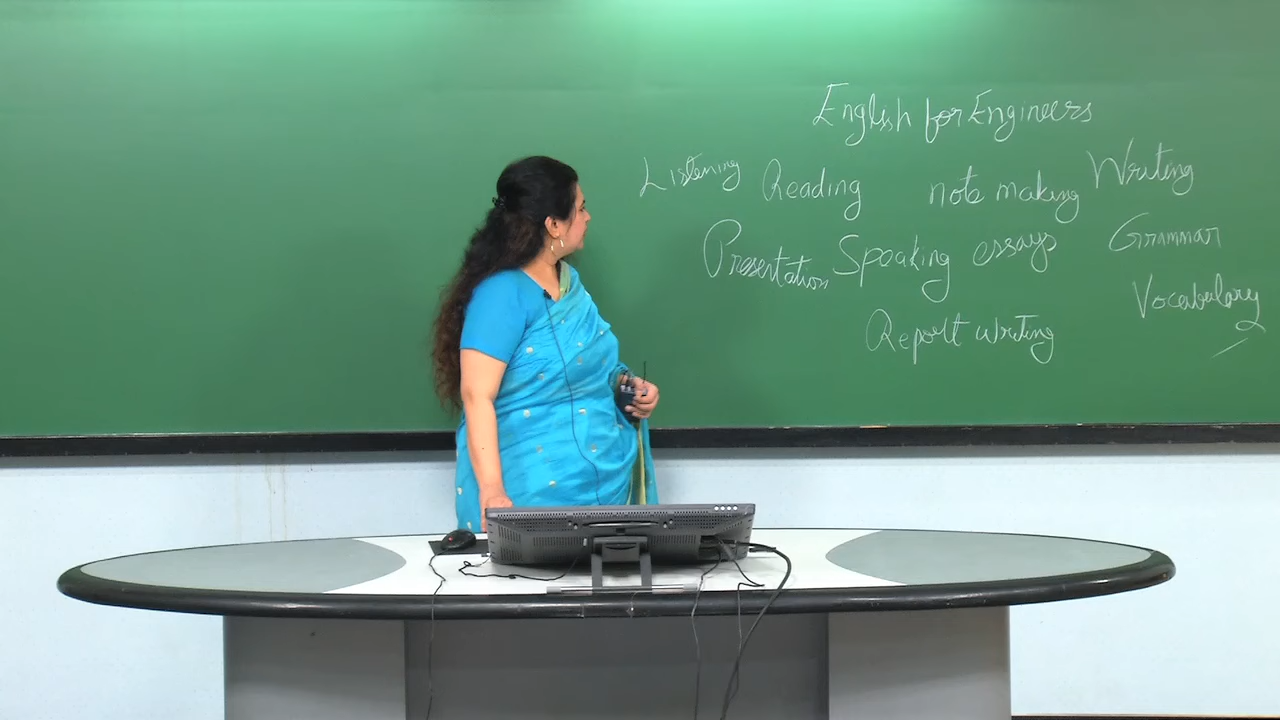 English for Engineers
Listening Reading note making Writing
Presentation Speaking essays Grammar
Report writing Vocabulary